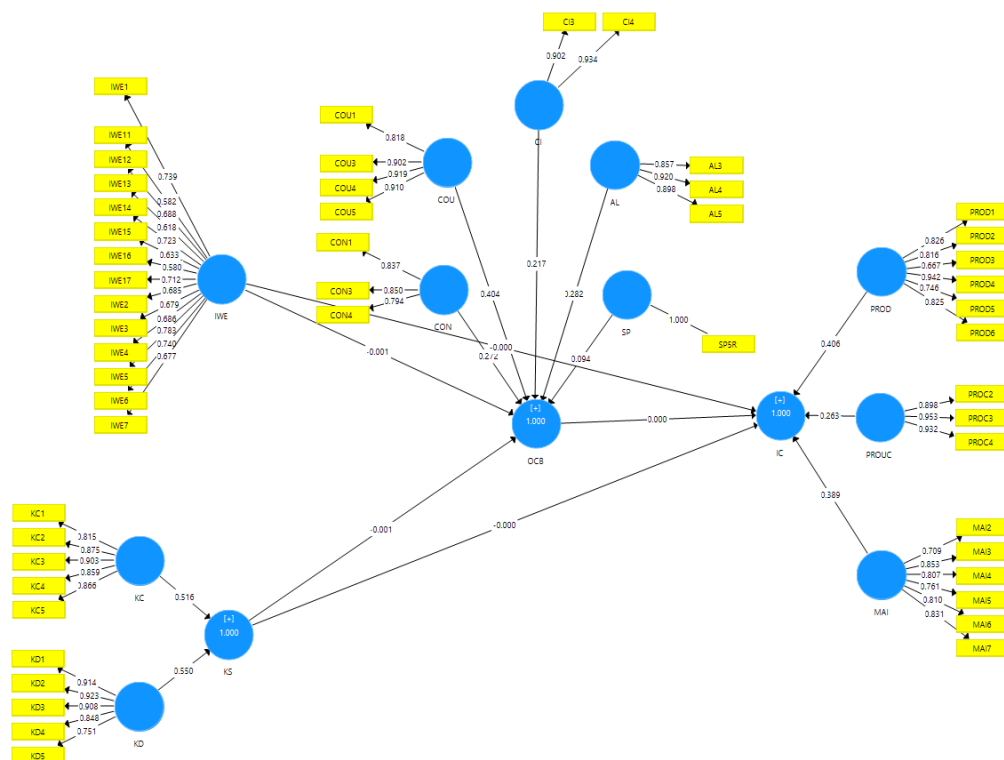 CI3
CI4
0.902
0.934
CI
IWE1
IWE11
IWE12
IWE13
IWE14
IWE15
IWE16
IWE17
IWE2
IWE3
IWE4
IWE5
IWE6
IWE7
0.739
0.582
0.688
0.618
0.723
0.633
0.580
0.712
0.685
0.679
0.686
0.783
0.740
0.677
IWE
COU1
COU3
COU4
COU5
0.818
0.902
0.919
0.910
COU
CON1
CON3
CON4
0.837
0.850
0.794
CON
AL3
AL4
AL5
0.857
0.920
0.898
AL
SP
1.000
SP5R
0.217
0.404
0.282
0.272
0.094
-0.000
-0.001
PROD1
PROD2
PROD3
PROD4
PROD5
PROD6
0.826
0.816
0.667
0.942
0.746
0.825
PROD
0.406
[+]
1.000
OCB
0.000
[+]
1.000
IC
0.263
PROUC
PROC2
PROC3
PROC4
0.898
0.953
0.932
0.389
MAI
MAI2
MAI3
MAI4
MAI5
MAI6
MAI7
0.709
0.853
0.807
0.761
0.810
0.831
-0.001
-0.000
KC1
KC2
KC3
KC4
KC5
0.815
0.875
0.903
0.859
0.866
KC
0.516
[+]
1.000
KS
0.550
KD1
KD2
KD3
KD4
KD5
0.914
0.923
0.908
0.848
0.751
KD